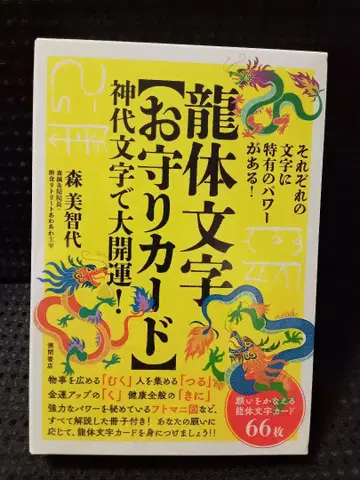 それぞれの
文字に
特有のパワー
がある!
龍体文字
【お守りカード】
神代文字で大開運!
森 美智代
徳間書店
物事を広める「むく」人を集める「つる」
金運アップの「く」 健康全般の「きに」
強力なパワーを秘めているフトマニ図など、
すべて解説した冊子付き! あなたの願いに
応じて、龍体文字カードを身につけましょう!!
願いをかなえる
龍体文字カード
66枚